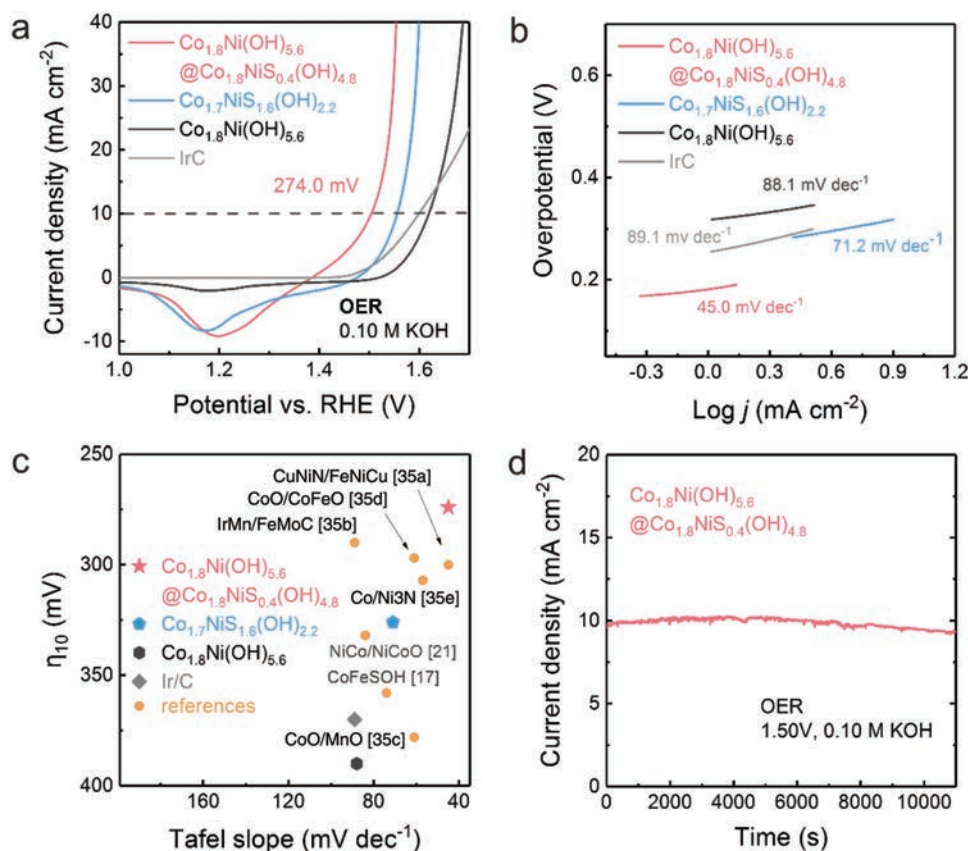 a
Co1.8Ni(OH)5.6
@Co1.8NiS0.4(OH)4.8
Co1.7NiS1.6(OH)2.2
Co1.8Ni(OH)5.6
IrC
274.0 mV
OER
0.10 M KOH
40
30
20
10
0
-10
Current density (mA cm-2)
1.0
1.2
1.4
1.6
Potential vs. RHE (V)
b
Co1.8Ni(OH)5.6
@Co1.8NiS0.4(OH)4.8
Co1.7NiS1.6(OH)2.2
Co1.8Ni(OH)5.6
IrC
88.1 mV dec-1
89.1 mv dec-1
71.2 mV dec-1
45.0 mV dec-1
0.6
0.4
0.2
Overpotential (V)
-0.3
0.0
0.3
0.6
0.9
1.2
Log j (mA cm-2)
c
CuNiN/FeNiCu [35a]
CoO/CoFeO [35d]
IrMn/FeMoC [35b]
Co1.8Ni(OH)5.6
@Co1.8NiS0.4(OH)4.8
Co/Ni3N [35e]
Co1.7NiS1.6(OH)2.2
NiCo/NiCoO [21]
Co1.8Ni(OH)5.6
CoFeSOH [17]
Ir/C
references
CoO/MnO [35c]
250
300
350
400
η10 (mV)
160
120
80
40
Tafel slope (mV dec-1)
d
Co1.8Ni(OH)5.6
@Co1.8NiS0.4(OH)4.8
OER
1.50V, 0.10 M KOH
20
15
10
5
0
Current density (mA cm-2)
0
2000
4000
6000
8000
10000
Time (s)